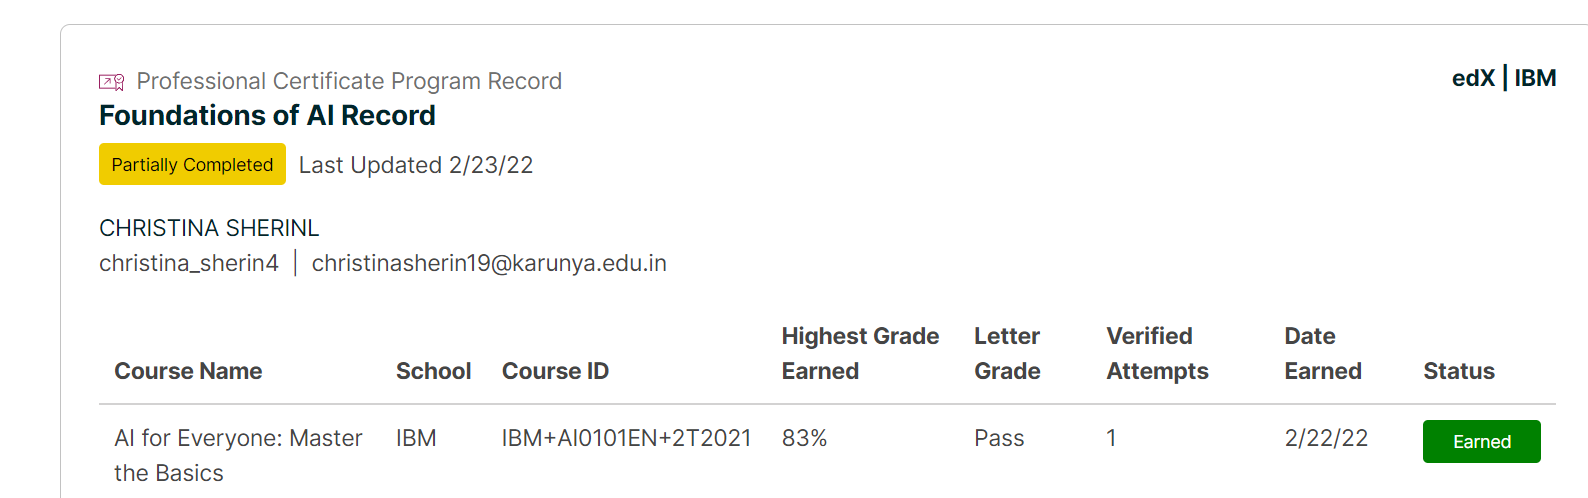 Professional Certificate Program Record
edX | IBM
Foundations of AI Record
Partially Completed Last Updated 2/23/22
CHRISTINA SHERINL
christina_sherin4 | christinasherin19@karunya.edu.in
Highest Grade Letter Verified Date
Course Name School Course ID Earned Grade Attempts Earned Status
AI for Everyone: Master IBM IBM+AI0101EN+2T2021 83% Pass 1 2/22/22 Earned
the Basics